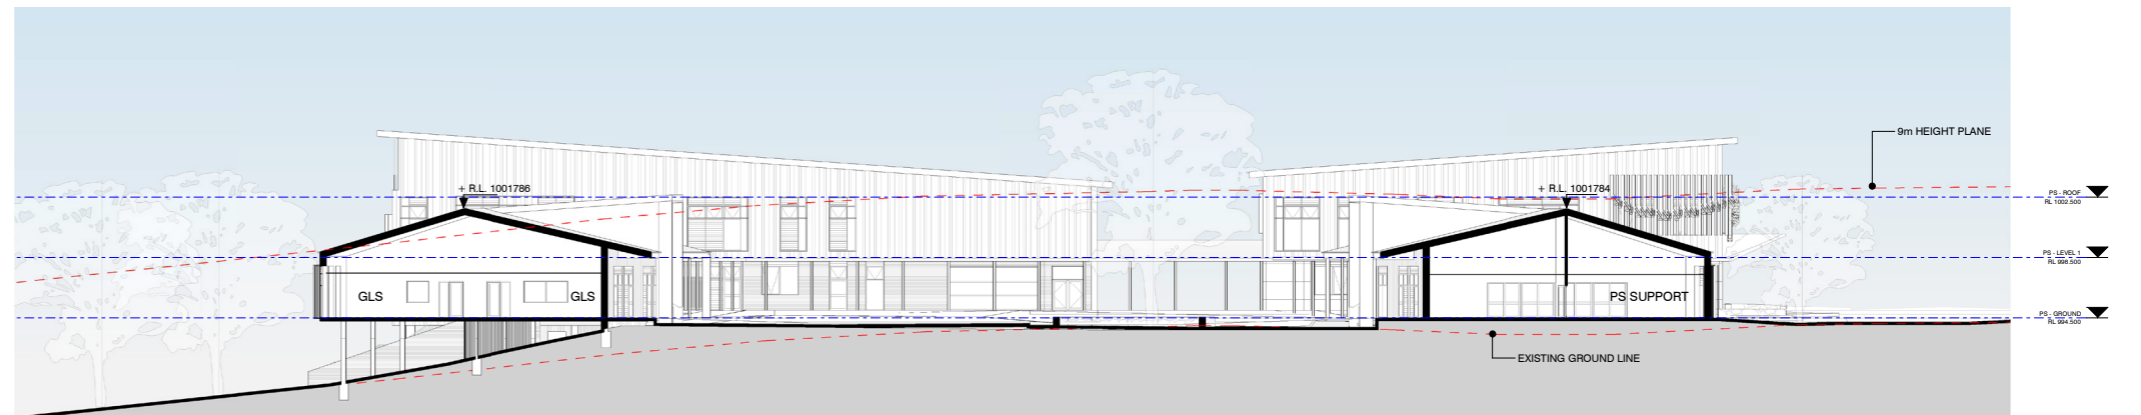 9m HEIGHT PLANE
+ R.L. 1001786
+ R.L. 1001784
PS - ROOF
RL 1002.500
PS - LEVEL 1
RL 998.500
GLS
GLS
PS SUPPORT
PS - GROUND
RL 994.500
EXISTING GROUND LINE